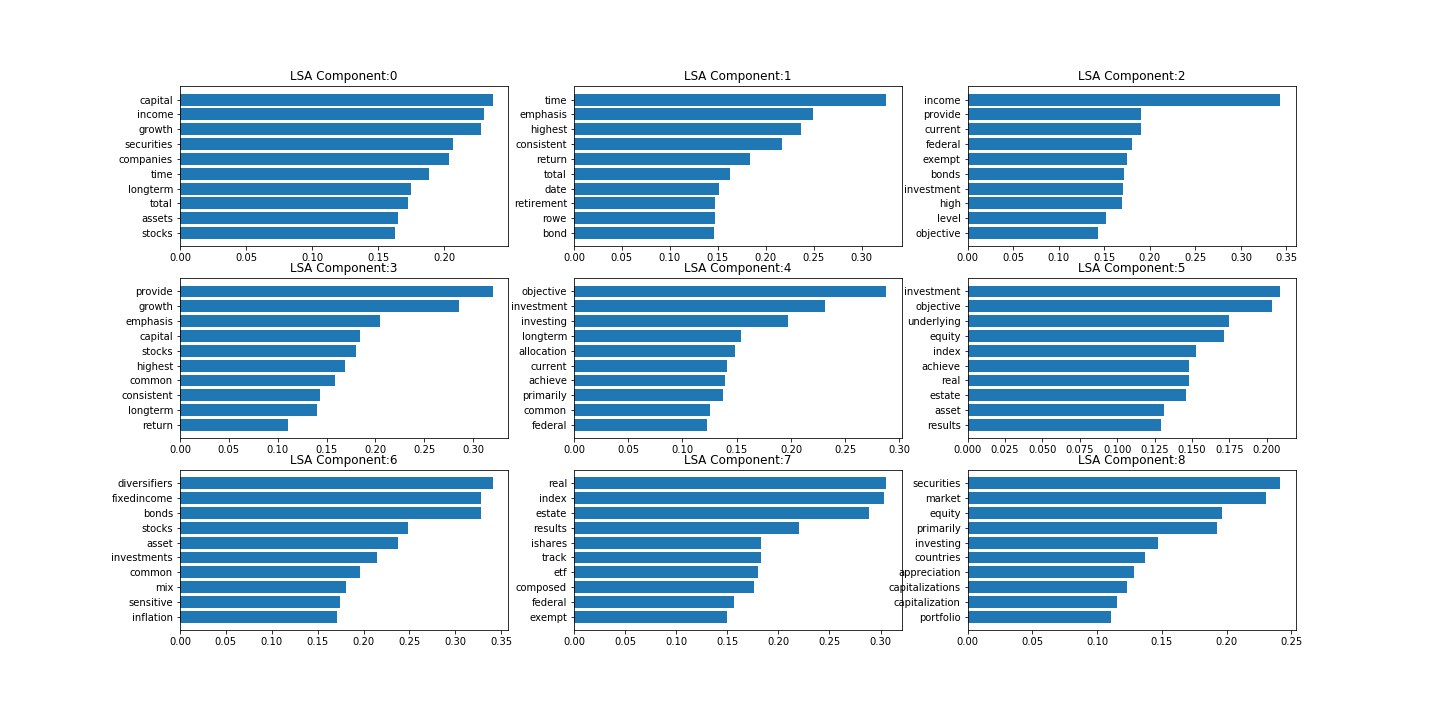 LSA Component:0
capital
income
growth
securities
companies
time
longterm
total
assets
stocks
0.00 0.05 0.10 0.15 0.20
LSA Component:1
time
emphasis
highest
consistent
return
total
date
retirement
rowe
bond
0.00 0.05 0.10 0.15 0.20 0.25 0.30
LSA Component:2
income
provide
current
federal
exempt
bonds
investment
high
level
objective
0.00 0.05 0.10 0.15 0.20 0.25 0.30 0.35
LSA Component:3
provide
growth
emphasis
capital
stocks
highest
common
consistent
longterm
return
0.00 0.05 0.10 0.15 0.20 0.25 0.30
LSA Component:4
objective
investment
investing
longterm
allocation
current
achieve
primarily
common
federal
0.00 0.05 0.10 0.15 0.20 0.25 0.30
LSA Component:5
investment
objective
underlying
equity
index
achieve
real
estate
asset
results
0.000 0.025 0.050 0.075 0.100 0.125 0.150 0.175 0.200
LSA Component:6
diversifiers
fixedincome
bonds
stocks
asset
investments
common
mix
sensitive
inflation
0.00 0.05 0.10 0.15 0.20 0.25 0.30 0.35
LSA Component:7
real
index
estate
results
ishares
track
etf
composed
federal
exempt
0.00 0.05 0.10 0.15 0.20 0.25 0.30
LSA Component:8
securities
market
equity
primarily
investing
countries
appreciation
capitalizations
capitalization
portfolio
0.00 0.05 0.10 0.15 0.20 0.25